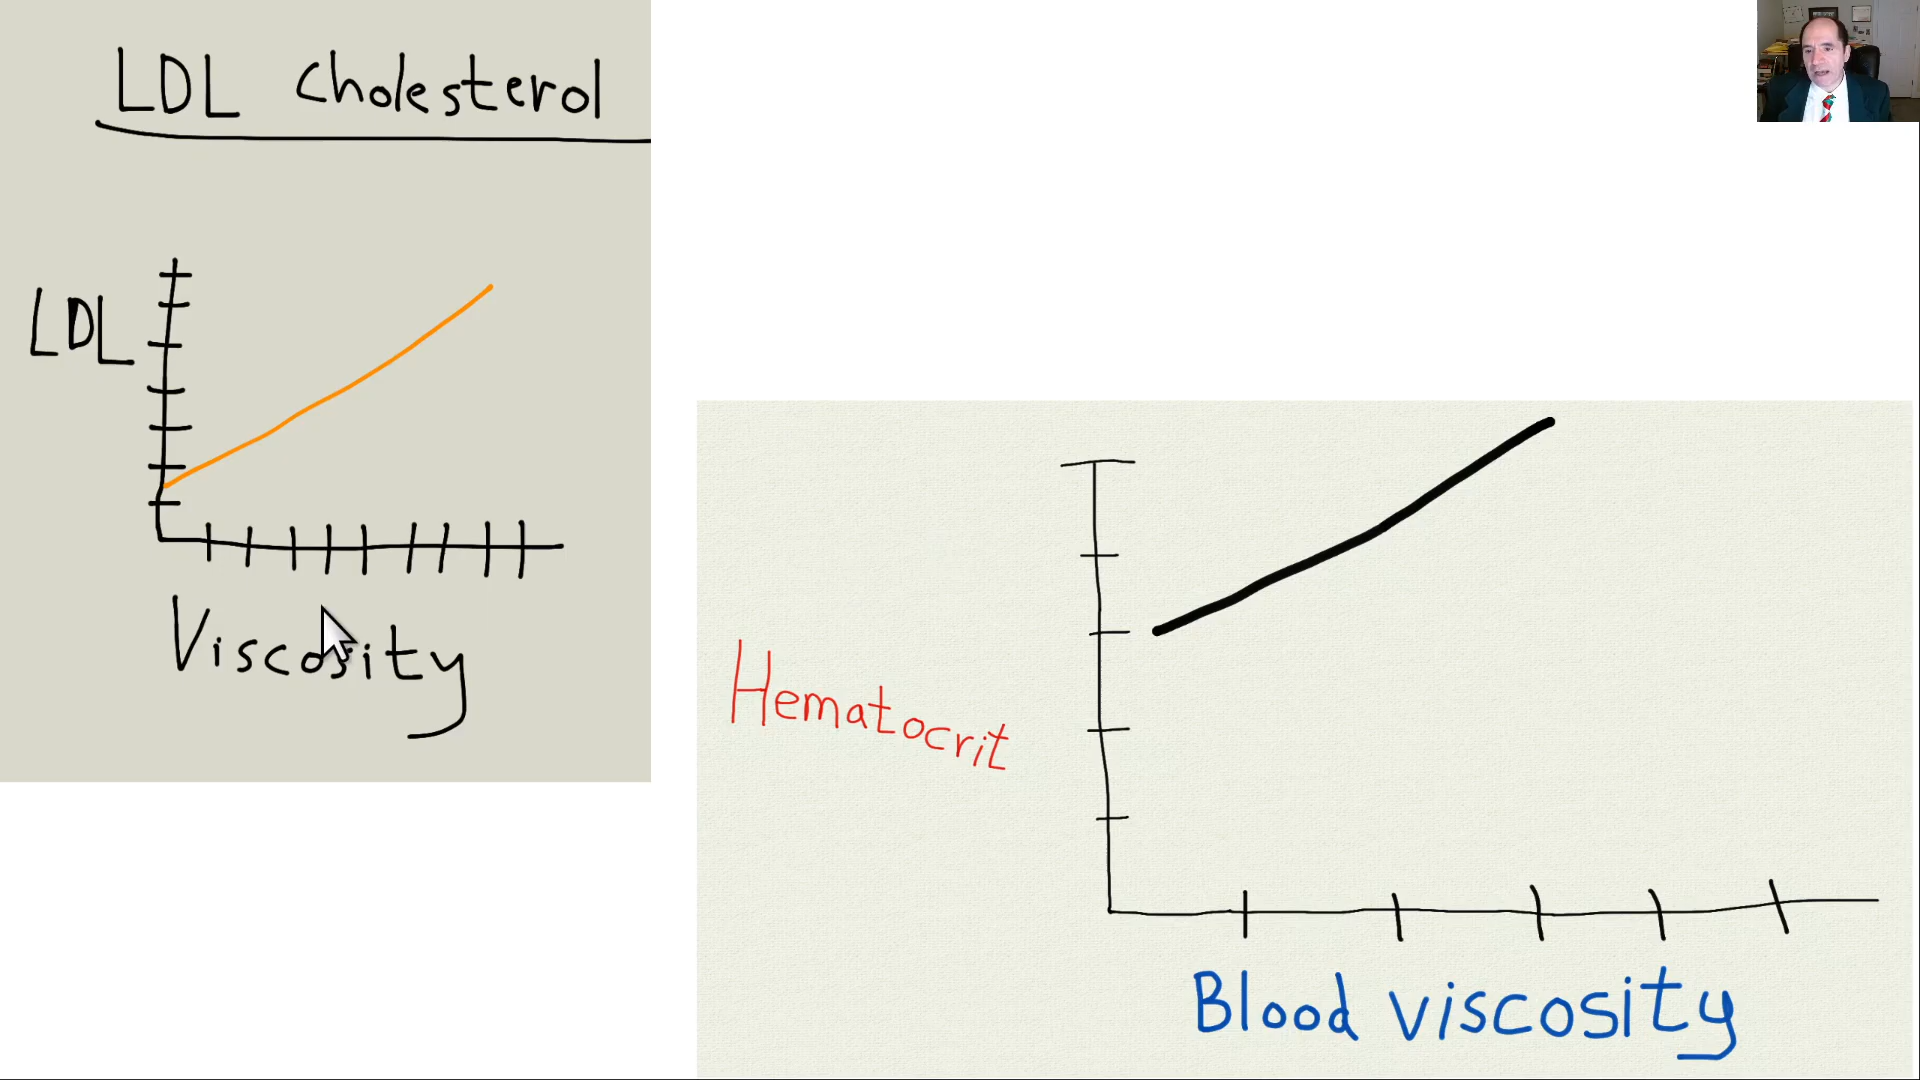 LDL Cholesterol
LDL
Viscosity
Hematocrit
Blood viscosity